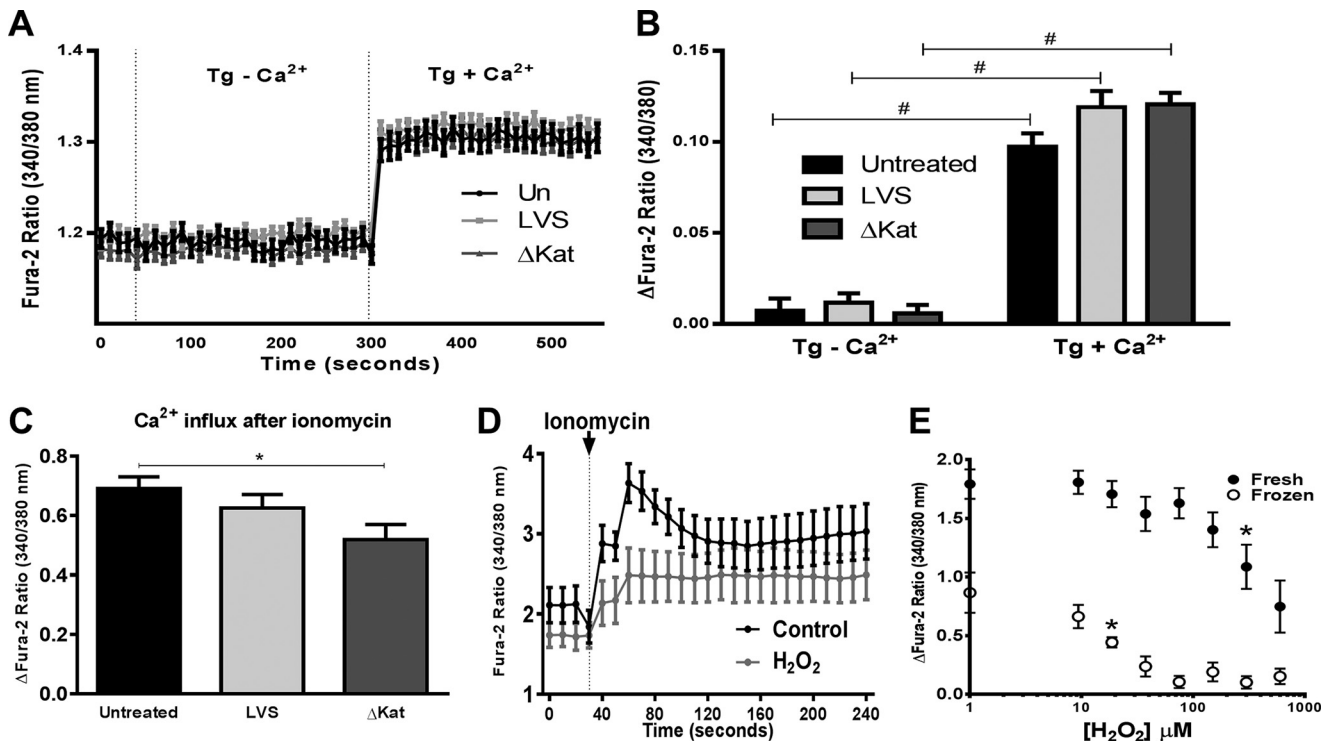 A
Fura-2 Ratio (340/380 nm)
1.4
1.3
1.2
Tg - Ca²⁺
Tg + Ca²⁺
Un
LVS
ΔKat
0 100 200 300 400 500
Time (seconds)
B
ΔFura-2 Ratio (340/380)
0.15
0.10
0.05
0.00
#
#
#
Untreated
LVS
ΔKat
Tg - Ca²⁺
Tg + Ca²⁺
C
Ca²⁺ influx after ionomycin
ΔFura-2 Ratio (340/380 nm)
0.8
0.6
0.4
0.2
0.0
*
Untreated LVS ΔKat
D
Ionomycin
Fura-2 Ratio (340/380 nm)
4
3
2
1
Control
H₂O₂
0 40 80 120 160 200 240
Time (seconds)
E
ΔFura-2 Ratio (340/380 nm)
2.0
1.5
1.0
0.5
0.0
Fresh
Frozen
*
*
1 10 100 1000
[H₂O₂] μM